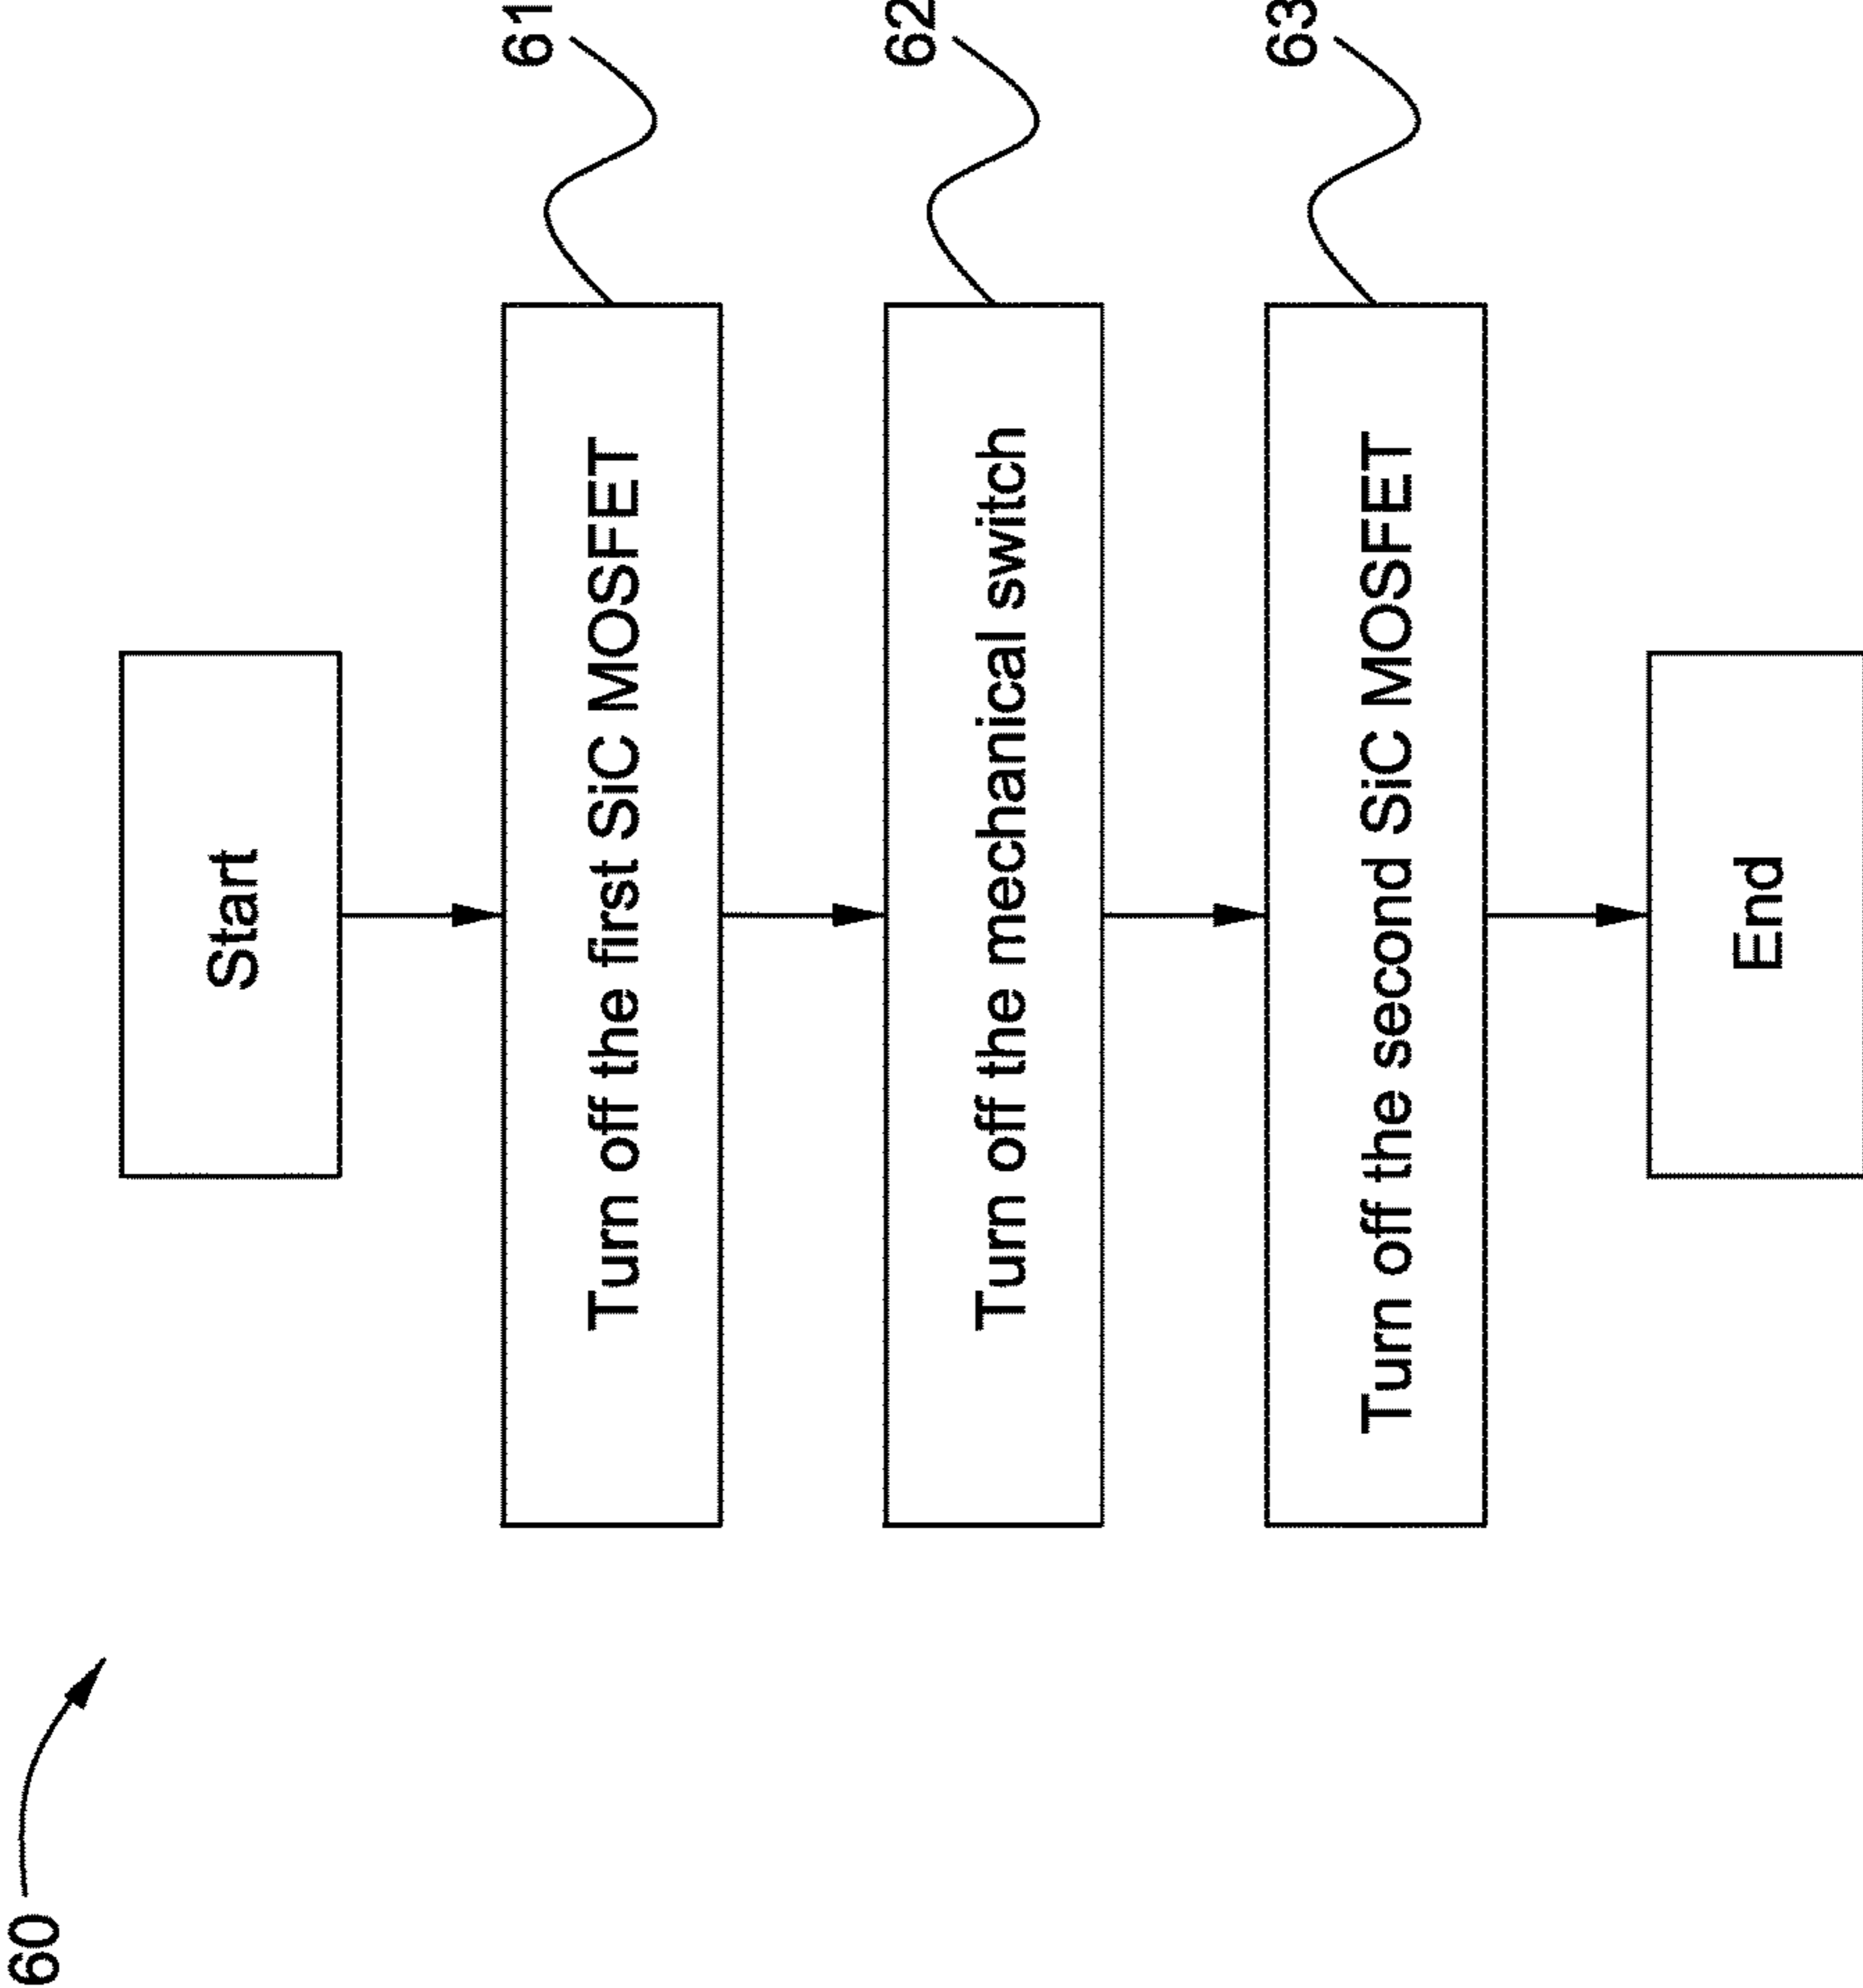 60
Start
61
Turn off the first SiC MOSFET
62
Turn off the mechanical switch
63
Turn off the second SiC MOSFET
End